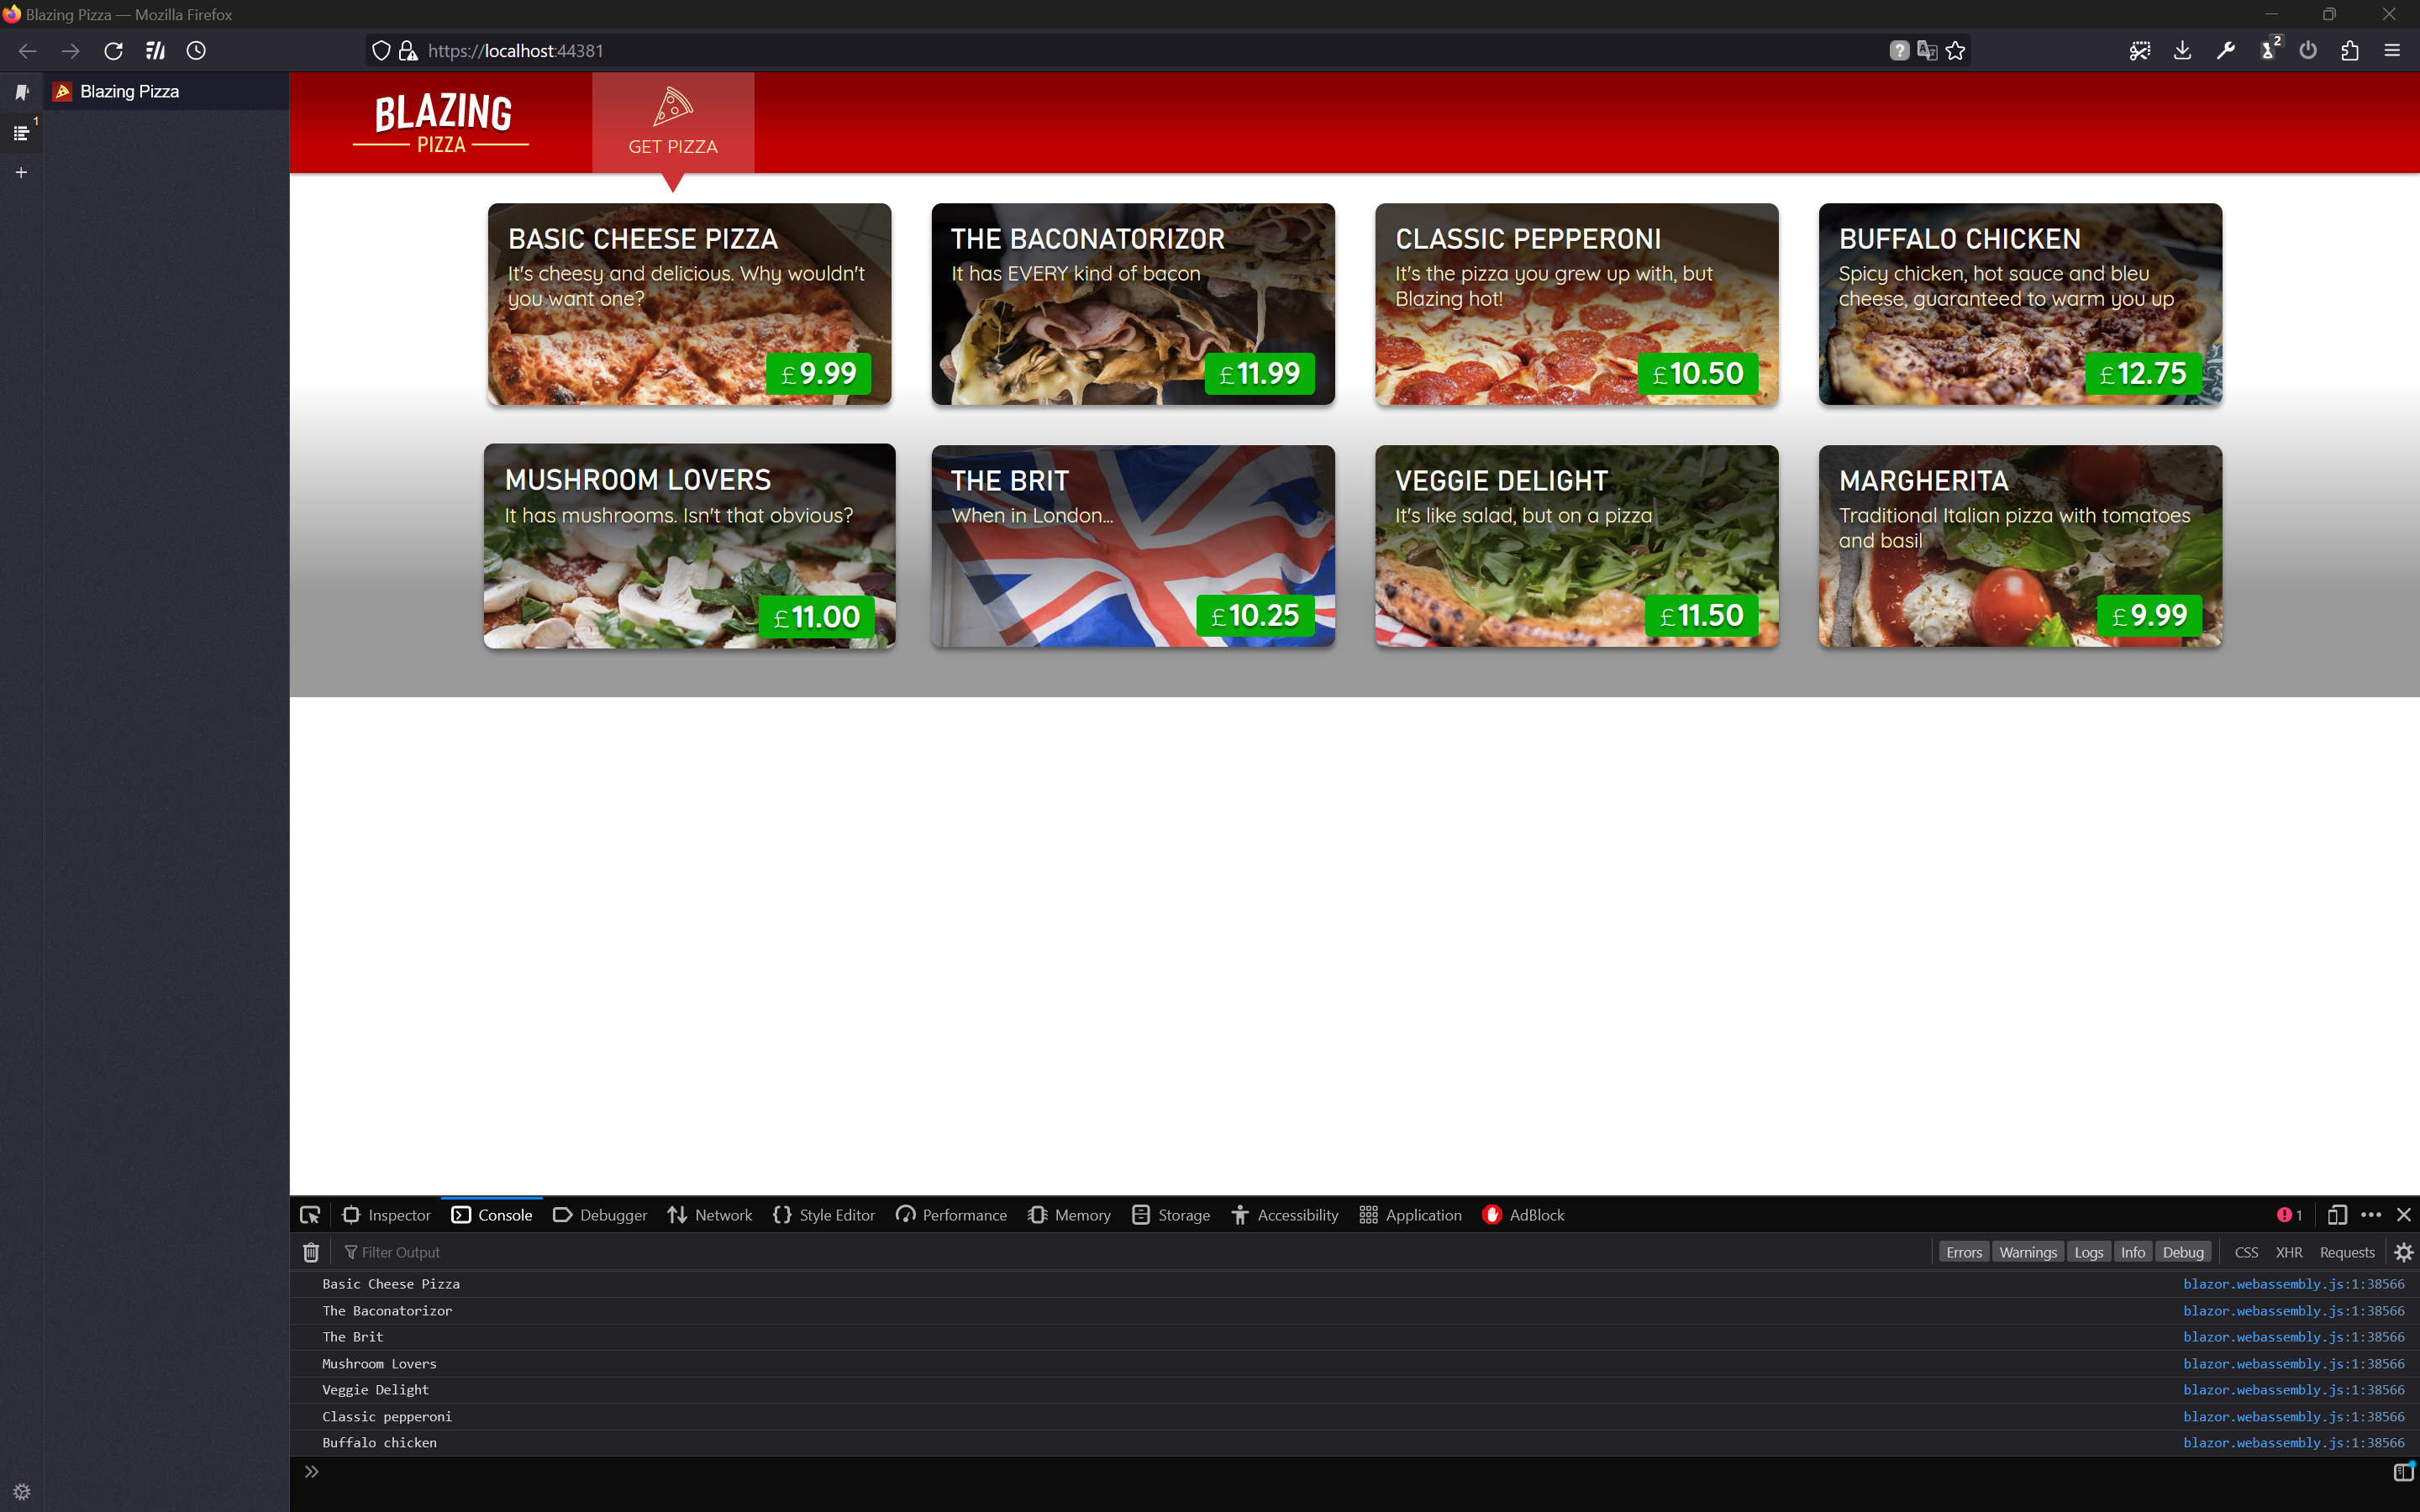 Blazing Pizza — Mozilla Firefox
https://localhost:44381
2
Blazing Pizza
1
BLAZING
PIZZA
GET PIZZA
BASIC CHEESE PIZZA
It's cheesy and delicious. Why wouldn't
you want one?
£9.99
THE BACONATORIZOR
It has EVERY kind of bacon
£11.99
CLASSIC PEPPERONI
It's the pizza you grew up with, but
Blazing hot!
£10.50
BUFFALO CHICKEN
Spicy chicken, hot sauce and bleu
cheese, guaranteed to warm you up
£12.75
MUSHROOM LOVERS
It has mushrooms. Isn't that obvious?
£11.00
THE BRIT
When in London...
£10.25
VEGGIE DELIGHT
It's like salad, but on a pizza
£11.50
MARGHERITA
Traditional Italian pizza with tomatoes
and basil
£9.99
Inspector Console Debugger Network Style Editor Performance Memory Storage Accessibility Application AdBlock 1
Filter Output Errors Warnings Logs Info Debug CSS XHR Requests
Basic Cheese Pizza blazor.webassembly.js:1:38566
The Baconatorizor blazor.webassembly.js:1:38566
The Brit blazor.webassembly.js:1:38566
Mushroom Lovers blazor.webassembly.js:1:38566
Veggie Delight blazor.webassembly.js:1:38566
Classic pepperoni blazor.webassembly.js:1:38566
Buffalo chicken blazor.webassembly.js:1:38566